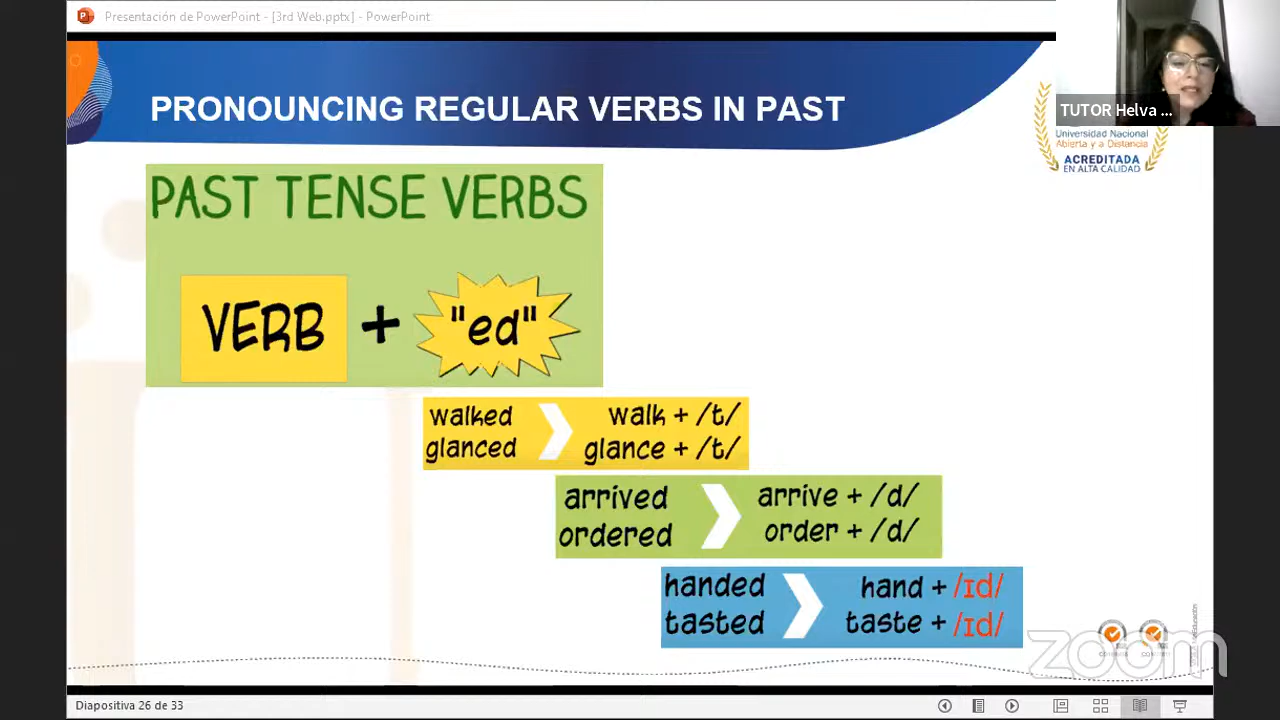 Presentación de PowerPoint - [3rd Web.pptx] - PowerPoint
TUTOR Helva ...
PRONOUNCING REGULAR VERBS IN PAST
Universidad Nacional
Abierta y a Distancia
ACREDITADA
EN ALTA CALIDAD
PAST TENSE VERBS
VERB + "ed"
walked walk + /t/
glanced glance + /t/
arrived arrive + /d/
ordered order + /d/
handed hand + /ɪd/
tasted taste + /ɪd/
zoom
Diapositiva 26 de 33